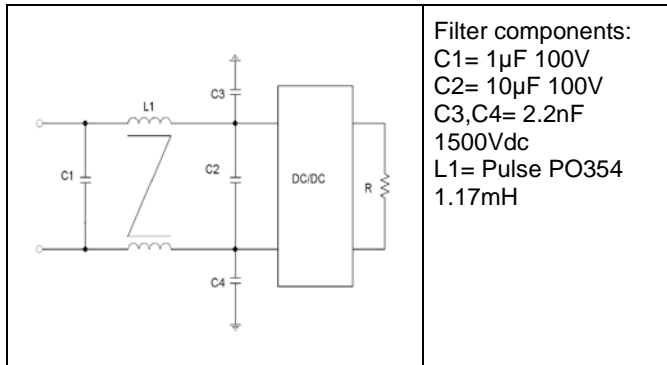 C3
L1
C1
C2
DC/DC
R
C4
Filter components:
C1= 1µF 100V
C2= 10µF 100V
C3,C4= 2.2nF
1500Vdc
L1= Pulse PO354
1.17mH